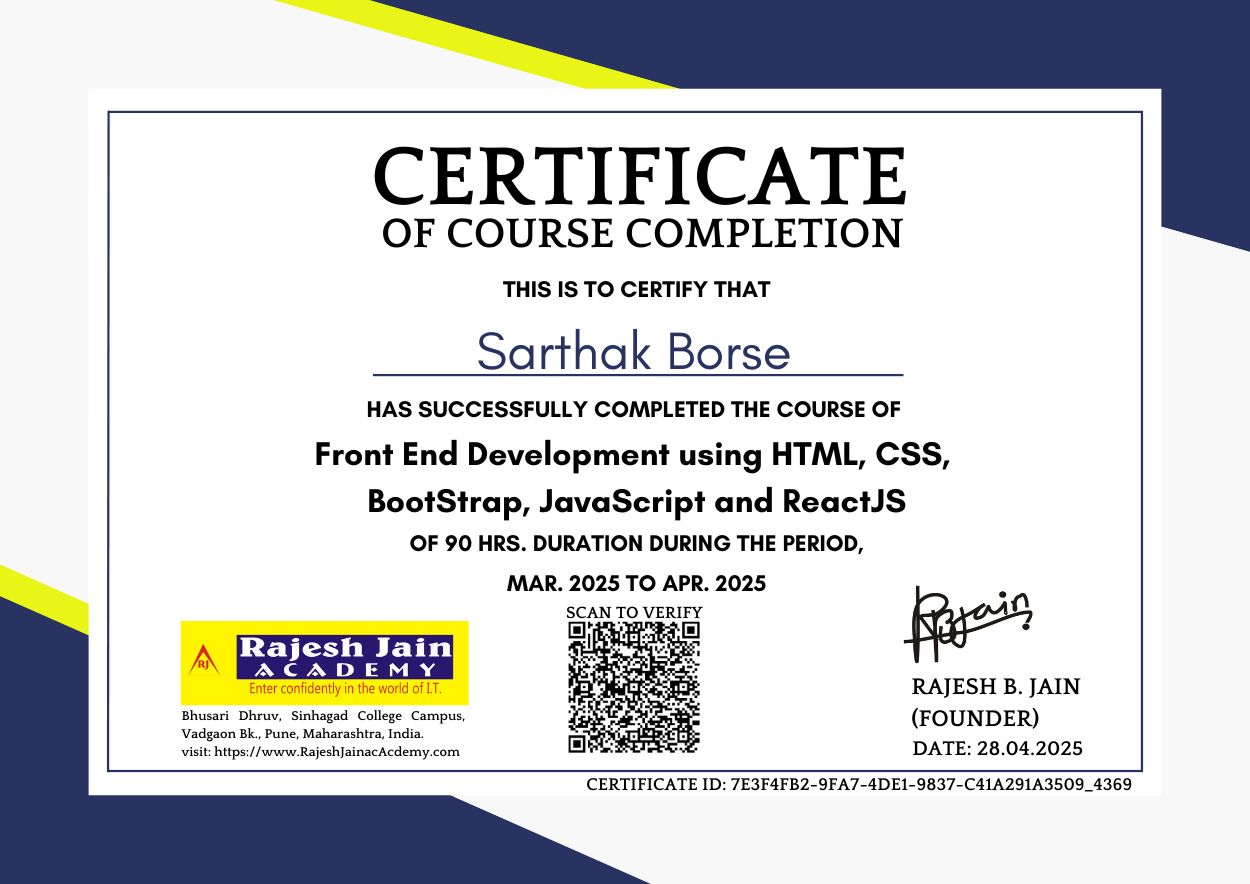 CERTIFICATE
OF COURSE COMPLETION
THIS IS TO CERTIFY THAT
Sarthak Borse
HAS SUCCESSFULLY COMPLETED THE COURSE OF
Front End Development using HTML, CSS,
BootStrap, JavaScript and ReactJS
OF 90 HRS. DURATION DURING THE PERIOD,
MAR. 2025 TO APR. 2025
SCAN TO VERIFY
RJ
Rajesh Jain
ACADEMY
Enter confidently in the world of I.T.
Bhusari Dhruv, Sinhagad College Campus,
Vadgaon Bk., Pune, Maharashtra, India.
visit: https://www.RajeshJainacAcdemy.com
RBJain
RAJESH B. JAIN
(FOUNDER)
DATE: 28.04.2025
CERTIFICATE ID: 7E3F4FB2-9FA7-4DE1-9837-C41A291A3509_4369